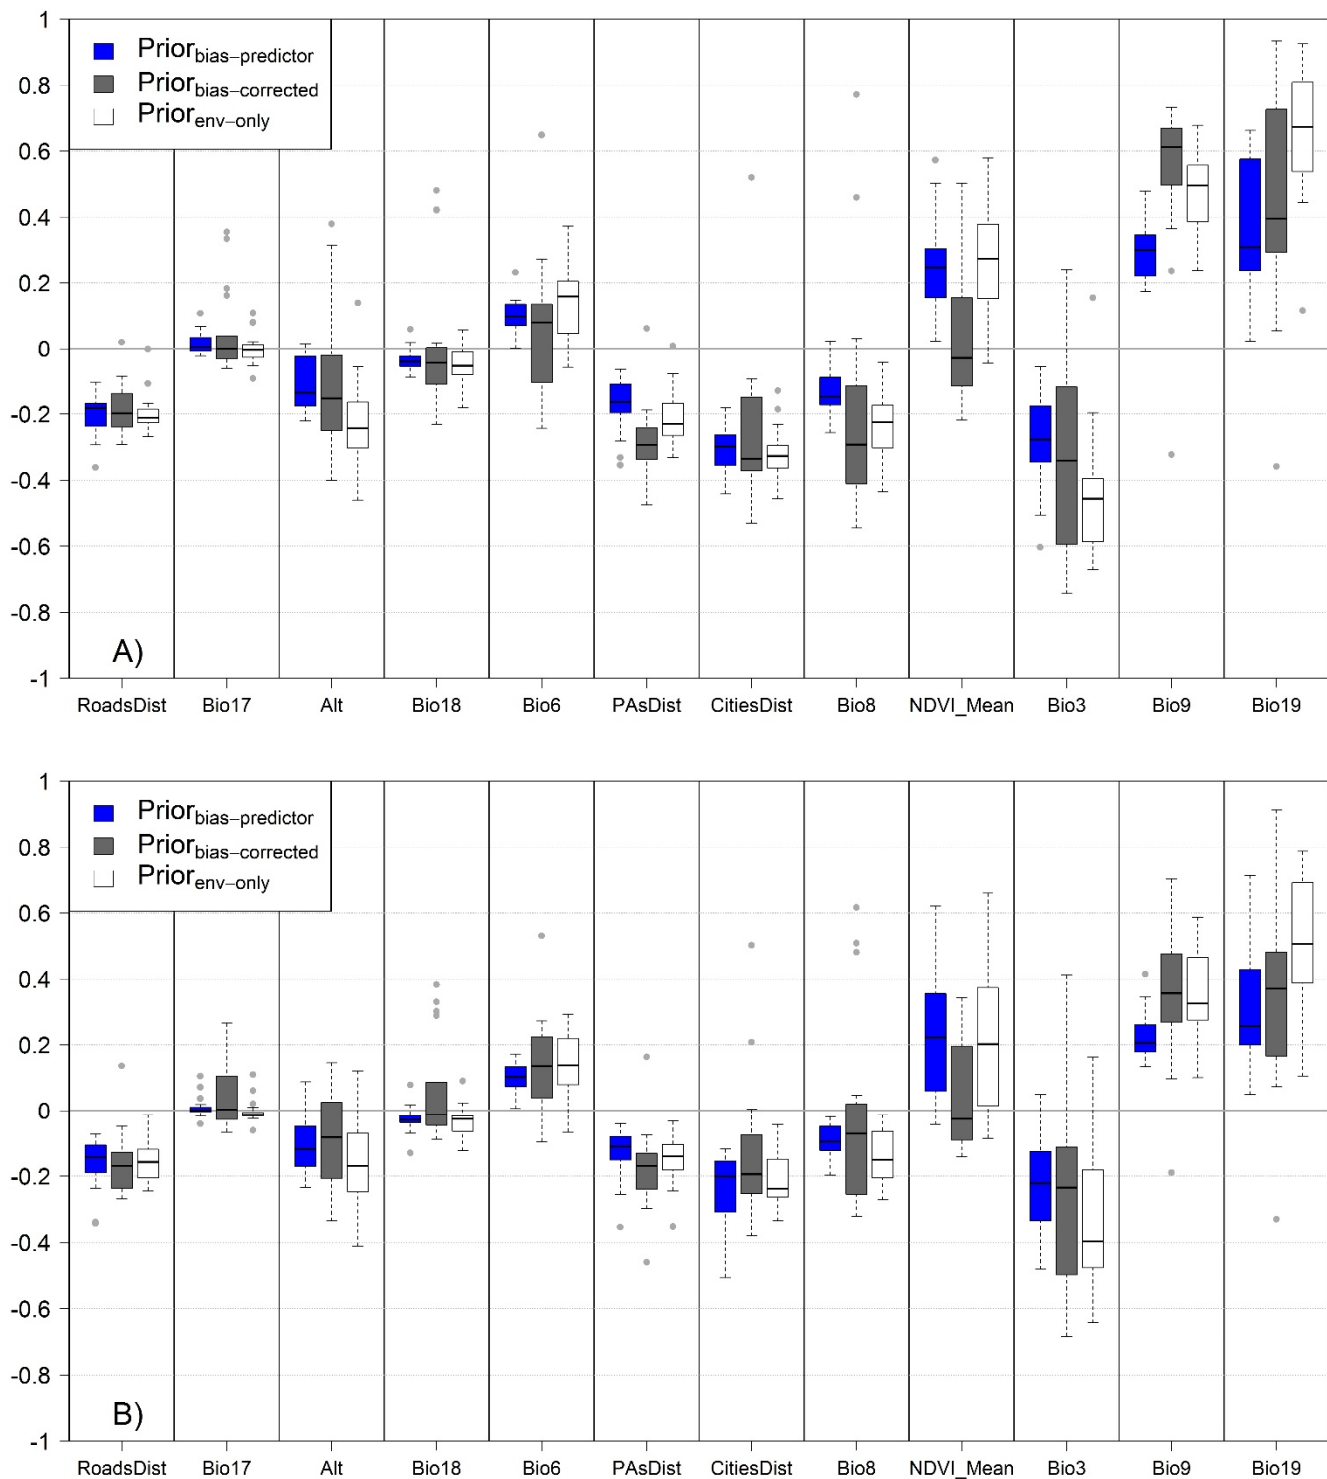 1
0.8
0.6
0.4
0.2
0
-0.2
-0.4
-0.6
-0.8
-1
Prior bias−predictor
Prior bias−corrected
Prior env−only
A)
RoadsDist Bio17 Alt Bio18 Bio6 PAsDist CitiesDist Bio8 NDVI_Mean Bio3 Bio9 Bio19
1
0.8
0.6
0.4
0.2
0
-0.2
-0.4
-0.6
-0.8
-1
Prior bias−predictor
Prior bias−corrected
Prior env−only
B)
RoadsDist Bio17 Alt Bio18 Bio6 PAsDist CitiesDist Bio8 NDVI_Mean Bio3 Bio9 Bio19